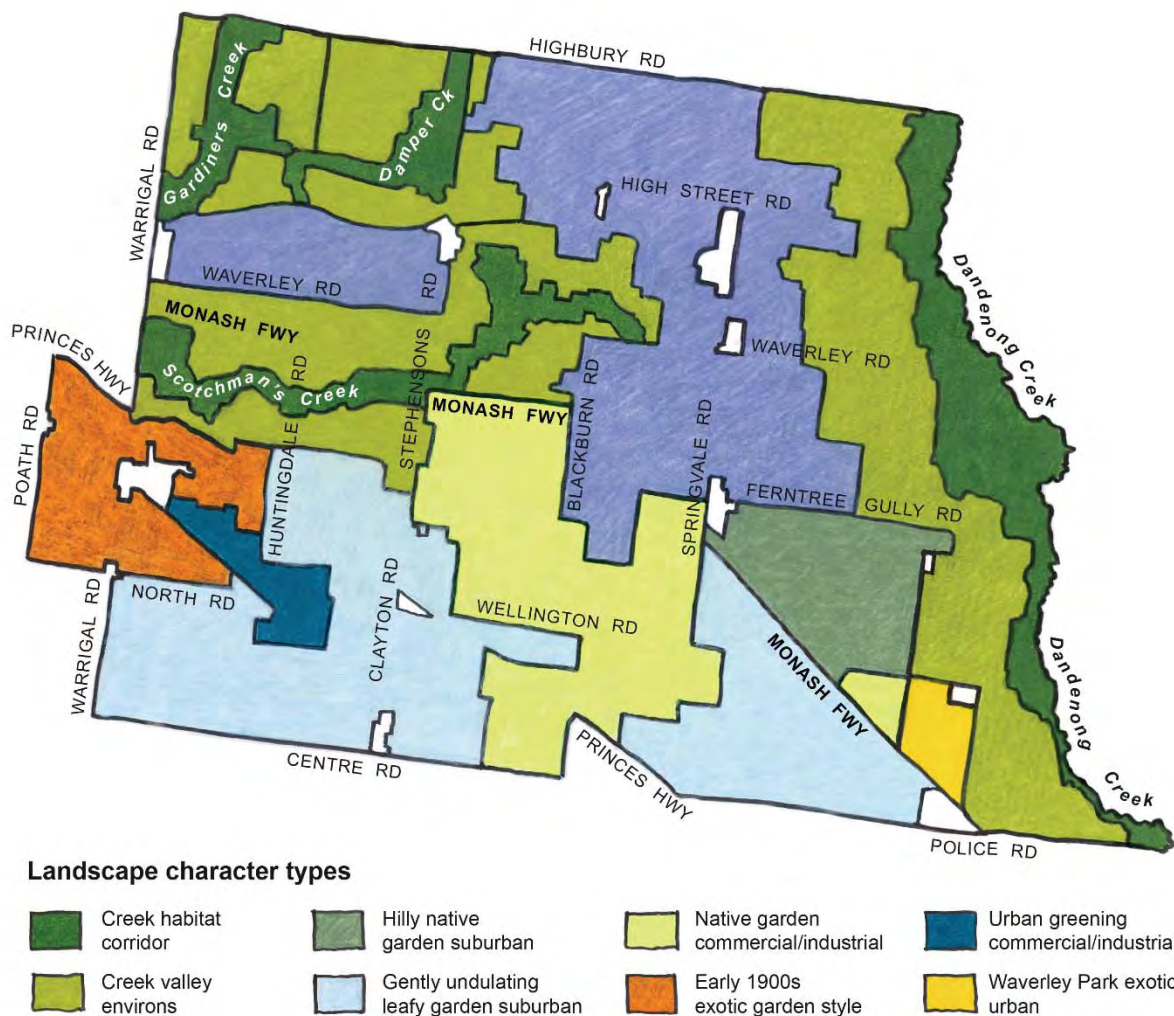 HIGHBURY RD
Gardiners Creek
Damper Ck
WARRIGAL RD
HIGH STREET RD
Dandenong Creek
WAVERLEY RD
RD
MONASH FWY
WAVERLEY RD
PRINCES HWY
Scotchman's Creek
STEPHENSONS
MONASH FWY
HUNTINGDALE RD
BLACKBURN RD
SPRINGVALE RD
POATH RD
FERNTREE GULLY RD
NORTH RD
CLAYTON RD
WELLINGTON RD
WARRIGAL RD
MONASH FWY
Dandenong Creek
CENTRE RD
PRINCES HWY
POLICE RD
Landscape character types
Creek habitat
corridor
Hilly native
garden suburban
Native garden
commercial/industrial
Urban greening
commercial/industria
Creek valley
environs
Gently undulating
leafy garden suburban
Early 1900s
exotic garden style
Waverley Park exotic
urban